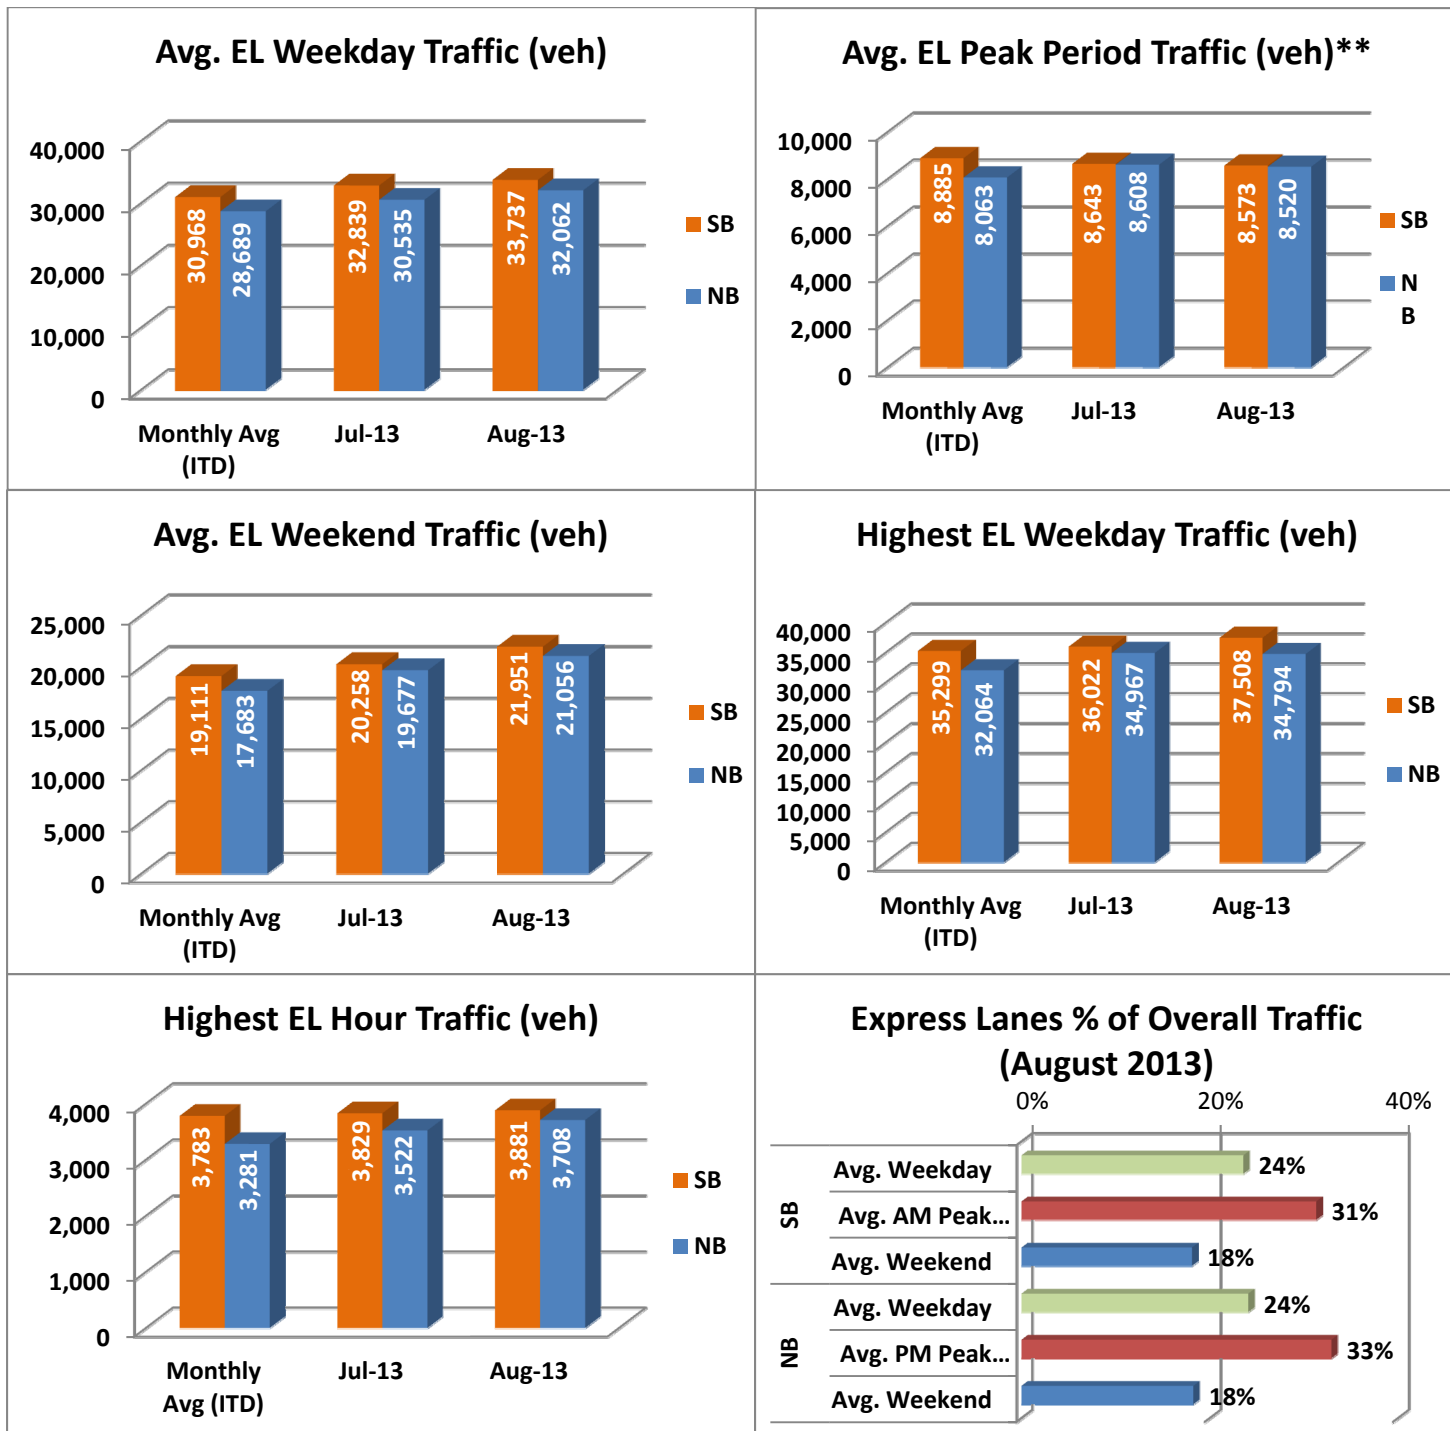 Avg. EL Weekday Traffic (veh)
40,000
30,000
20,000
10,000
0
30,968
28,689
32,839
30,535
33,737
32,062
Monthly Avg
(ITD)
Jul-13
Aug-13
SB
NB
Avg. EL Peak Period Traffic (veh)**
10,000
8,000
6,000
4,000
2,000
0
8,885
8,063
8,643
8,608
8,573
8,520
Monthly Avg
(ITD)
Jul-13
Aug-13
SB
N
B
Avg. EL Weekend Traffic (veh)
25,000
20,000
15,000
10,000
5,000
0
19,111
17,683
20,258
19,677
21,951
21,056
Monthly Avg
(ITD)
Jul-13
Aug-13
SB
NB
Highest EL Weekday Traffic (veh)
40,000
35,000
30,000
25,000
20,000
15,000
10,000
5,000
0
35,299
32,064
36,022
34,967
37,508
34,794
Monthly Avg
(ITD)
Jul-13
Aug-13
SB
NB
Highest EL Hour Traffic (veh)
4,000
3,000
2,000
1,000
0
3,783
3,281
3,829
3,522
3,881
3,708
Monthly
Avg (ITD)
Jul-13
Aug-13
SB
NB
Express Lanes % of Overall Traffic
(August 2013)
0% 20% 40%
SB
Avg. Weekday 24%
Avg. AM Peak... 31%
Avg. Weekend 18%
NB
Avg. Weekday 24%
Avg. PM Peak... 33%
Avg. Weekend 18%